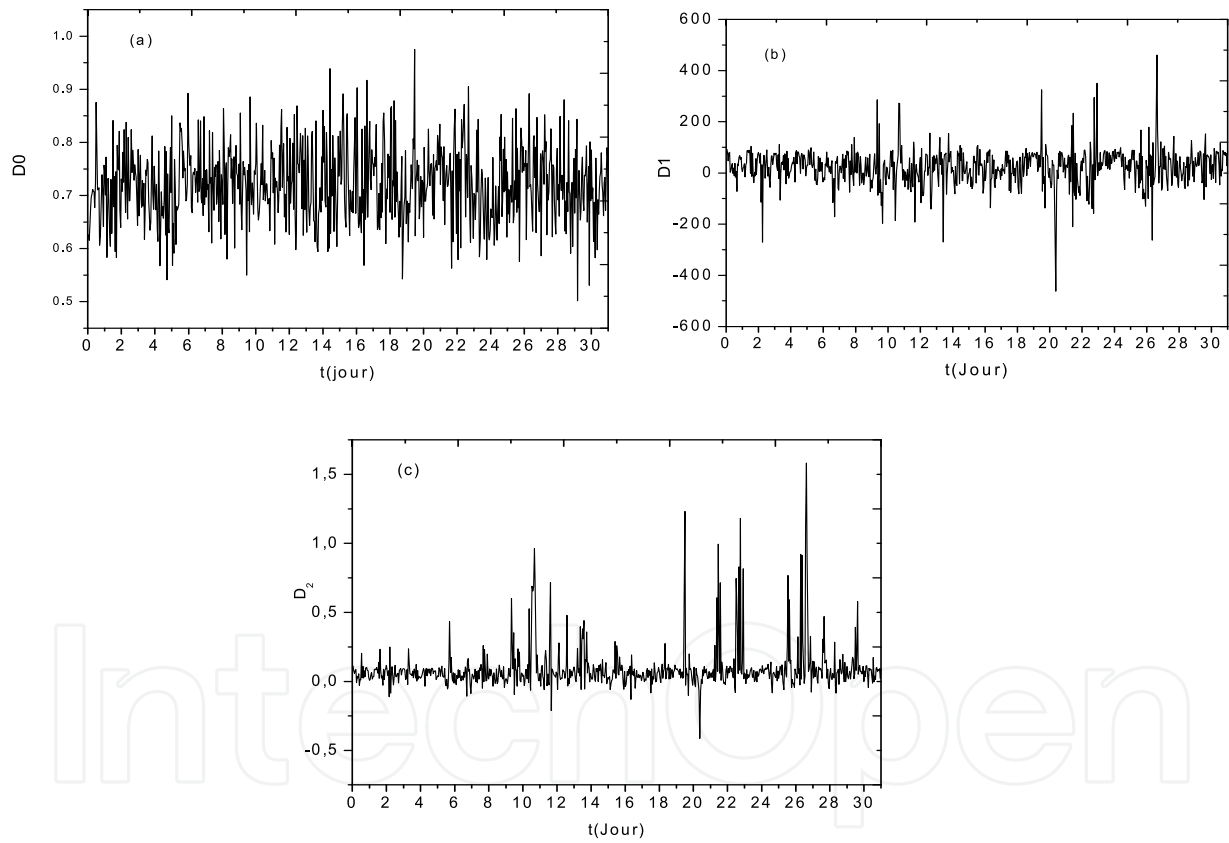 (a)
1.0
0.9
0.8
0.7
0.6
0.5
D0
0 2 4 6 8 10 12 14 16 18 20 22 24 26 28 30
t(jour)
(b)
600
400
200
0
-200
-400
-600
D1
0 2 4 6 8 10 12 14 16 18 20 22 24 26 28 30
t(Jour)
(c)
1,5
1,0
0,5
0,0
-0,5
D2
0 2 4 6 8 10 12 14 16 18 20 22 24 26 28 30
t(Jour)
IntechOpen